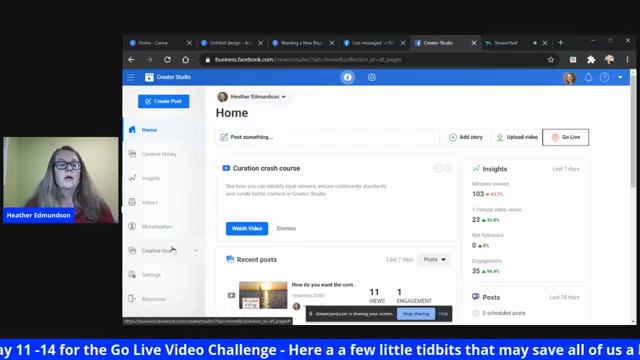 Home - Canva
Untitled design -
Wanting a New
Creator Studio
StreamYard
business.facebook.com/creatorstudio/?tab=home&collection_id=all_pages
Creator Studio
Create Post
Heather Edmundson
Home
Home
Post something...
Add story
Upload video
Go Live
Content library
Curation crash course
Insights
Last 7 days
Insights
See how you can identify loyal viewers, ensure community standards
and curate better content in Creator Studio
Minutes viewed
103
Inbox+
1-minute video views
23
Monetisation
Watch Video
Dismiss
Net followers
0
Engagement
35
Recent posts
Last 7 days
Posts
Settings
How do you want the com
Yesterday
11
VIEWS
1
ENGAGEMENT
Posts
Last 28 days
0 scheduled posts
Resources
streamyard.com is sharing your screen.
Stop sharing
Hide
Heather Edmundson
ay 11 -14 for the Go Live Video Challenge - Here a a few little tidbits that may save all of us a